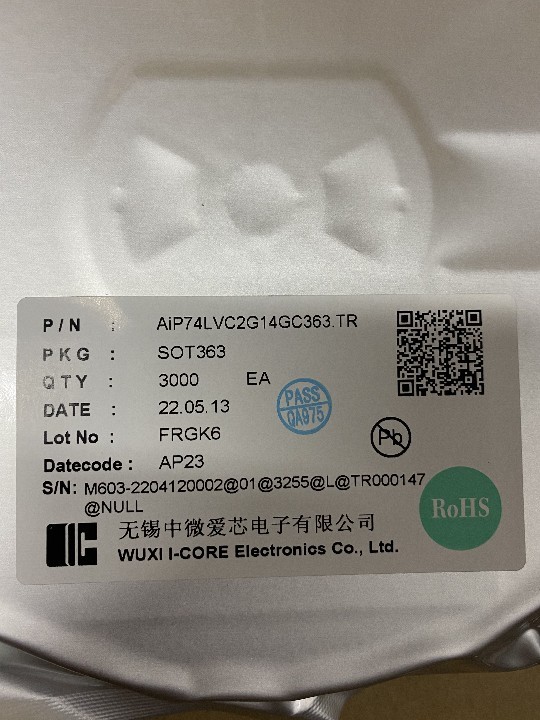 P/N : AiP74LVC2G14GC363.TR
PKG : SOT363
QTY : 3000 EA
DATE : 22.05.13
Lot No : FRGK6
Datecode : AP23
S/N: M603-2204120002@01@3255@L@TR000147
@NULL
PASS
QA975
Pb
RoHS
无锡中微爱芯电子有限公司
WUXI I-CORE Electronics Co., Ltd.